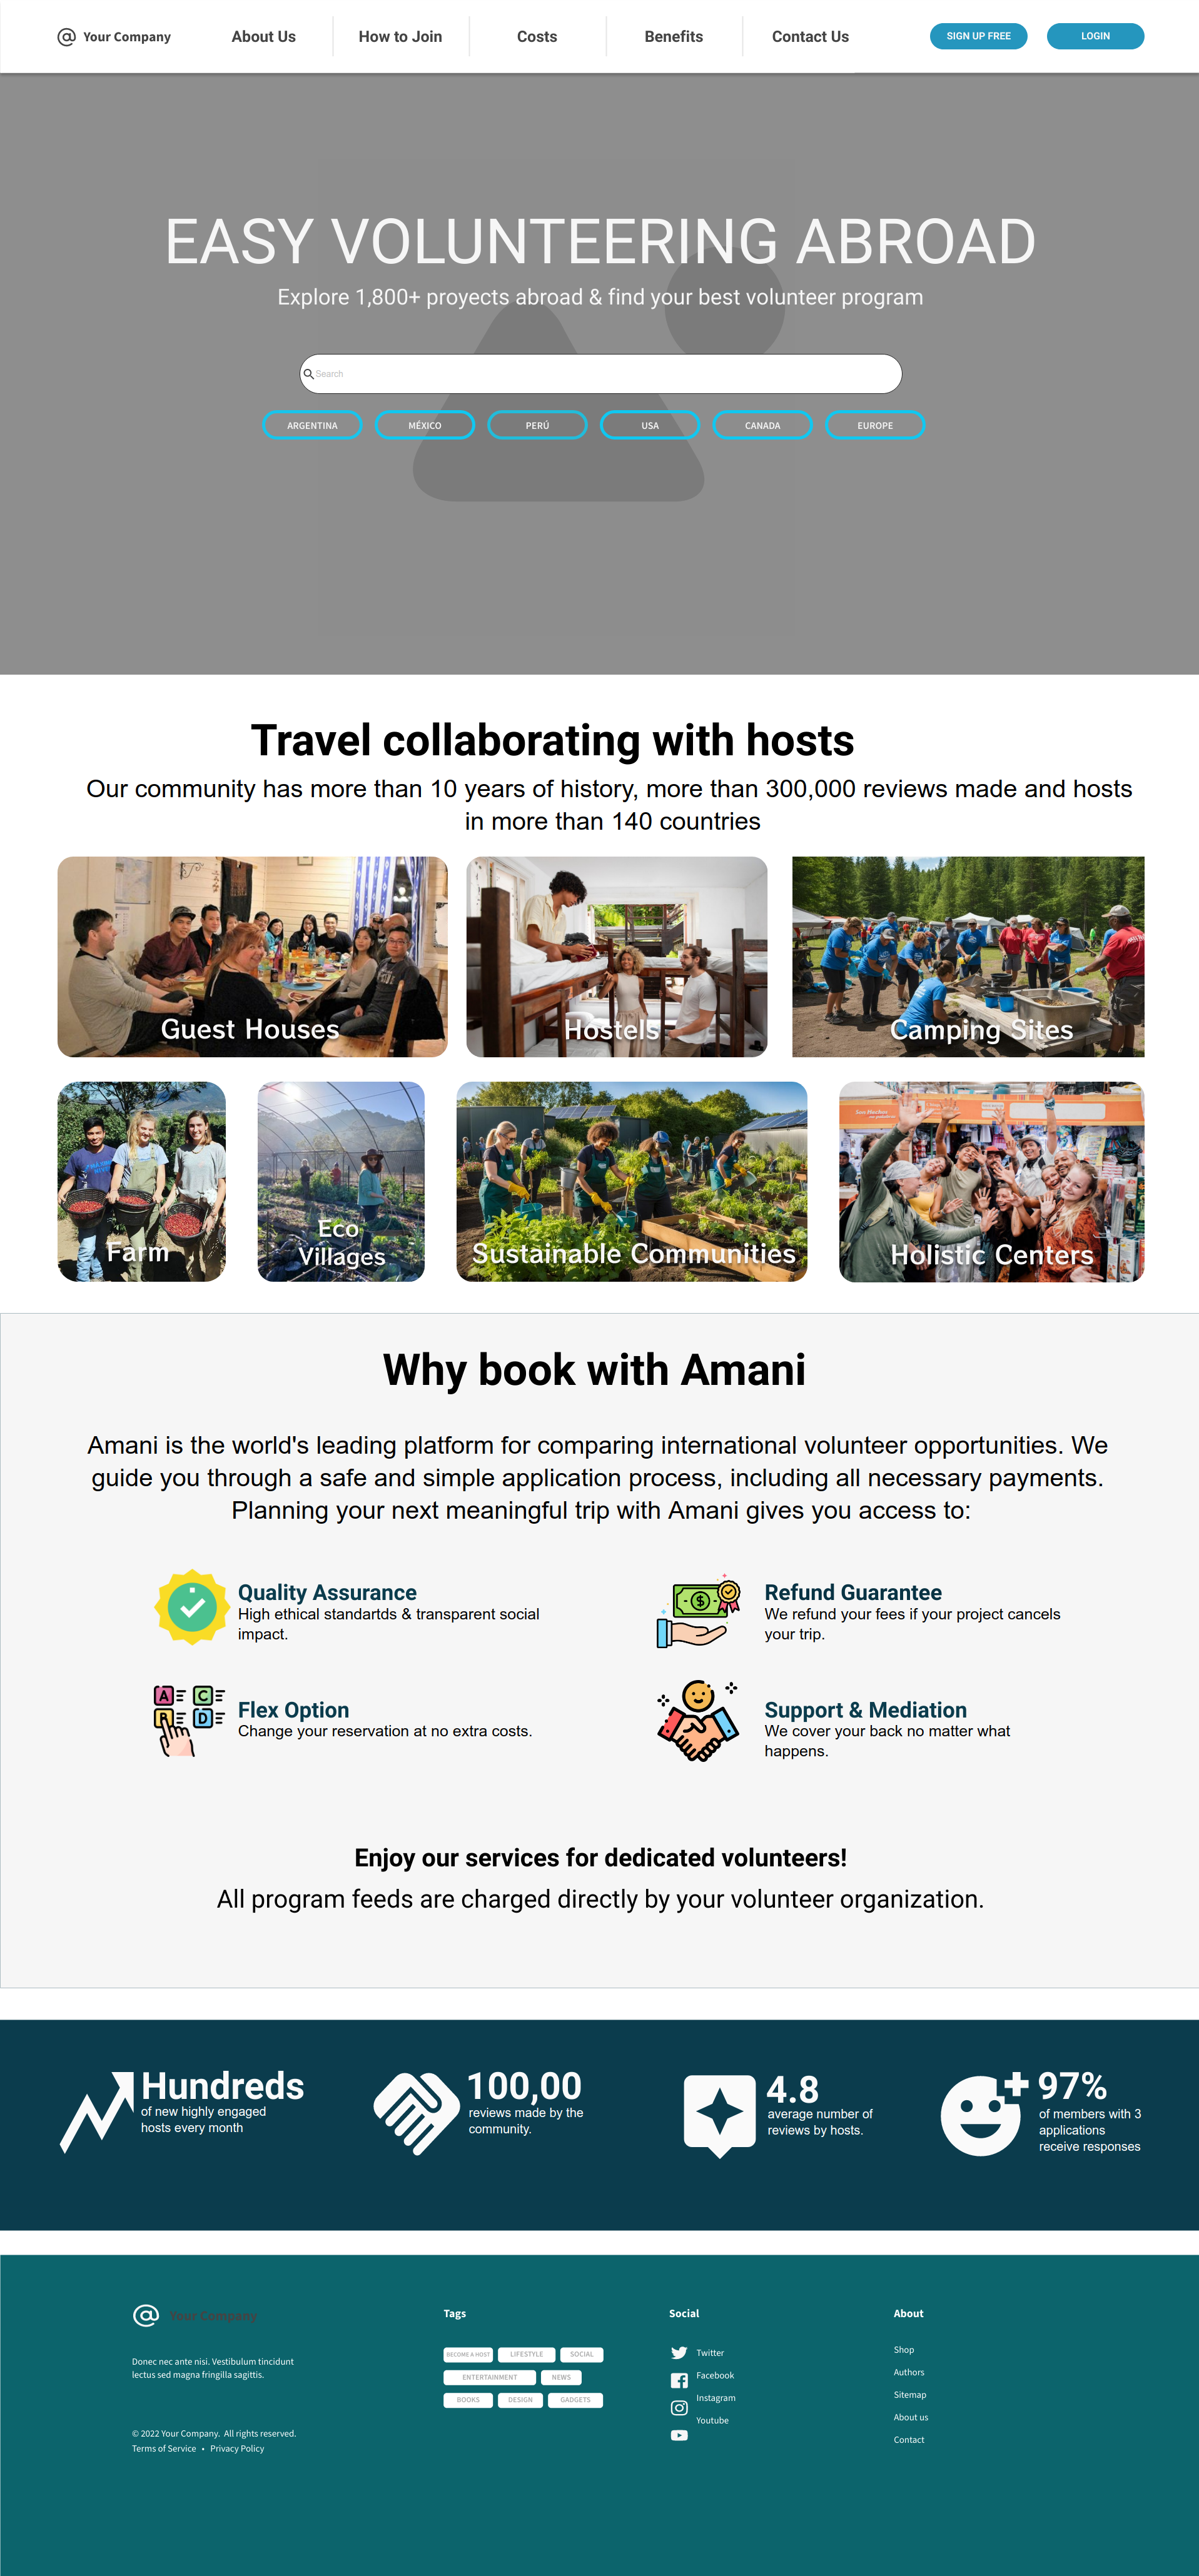 Your Company
About Us
How to Join
Costs
Benefits
Contact Us
SIGN UP FREE
LOGIN
EASY VOLUNTEERING ABROAD
Explore 1,800+ proyects abroad & find your best volunteer program
Search
ARGENTINA
MÉXICO
PERÚ
USA
CANADA
EUROPE
Travel collaborating with hosts
Our community has more than 10 years of history, more than 300,000 reviews made and hosts
in more than 140 countries
Guest Houses
Hostels
Camping Sites
Farm
Eco
Villages
Sustainable Communities
Holistic Centers
Why book with Amani
Amani is the world's leading platform for comparing international volunteer opportunities. We
guide you through a safe and simple application process, including all necessary payments.
Planning your next meaningful trip with Amani gives you access to:
Quality Assurance
High ethical standartds & transparent social
impact.
Refund Guarantee
We refund your fees if your project cancels
your trip.
A
C
D
Flex Option
Change your reservation at no extra costs.
Support & Mediation
We cover your back no matter what
happens.
Enjoy our services for dedicated volunteers!
All program feeds are charged directly by your volunteer organization.
Hundreds
of new highly engaged
hosts every month
100,00
reviews made by the
community.
4.8
average number of
reviews by hosts.
97%
of members with 3
applications
receive responses
Your Company
Donec nec ante nisi. Vestibulum tincidunt
lectus sed magna fringilla sagittis.
© 2022 Your Company. All rights reserved.
Terms of Service • Privacy Policy
Tags
BECOME A HOST
LIFESTYLE
SOCIAL
ENTERTAINMENT
NEWS
BOOKS
DESIGN
GADGETS
Social
Twitter
Facebook
Instagram
Youtube
About
Shop
Authors
Sitemap
About us
Contact